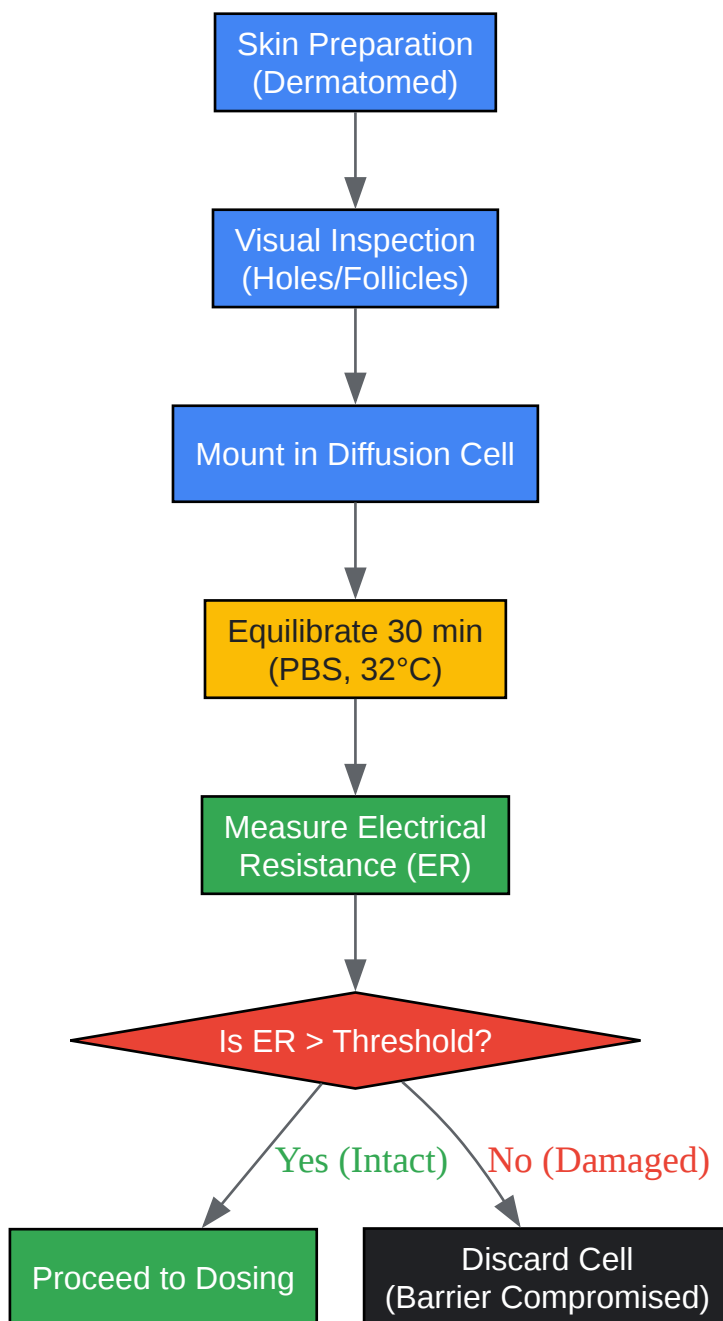 Skin Preparation
(Dermatomed)
Visual Inspection
(Holes/Follicles)
Mount in Diffusion Cell
Equilibrate 30 min
(PBS, 32°C)
Measure Electrical
Resistance (ER)
Is ER > Threshold?
Yes (Intact)
No (Damaged)
Proceed to Dosing
Discard Cell
(Barrier Compromised)